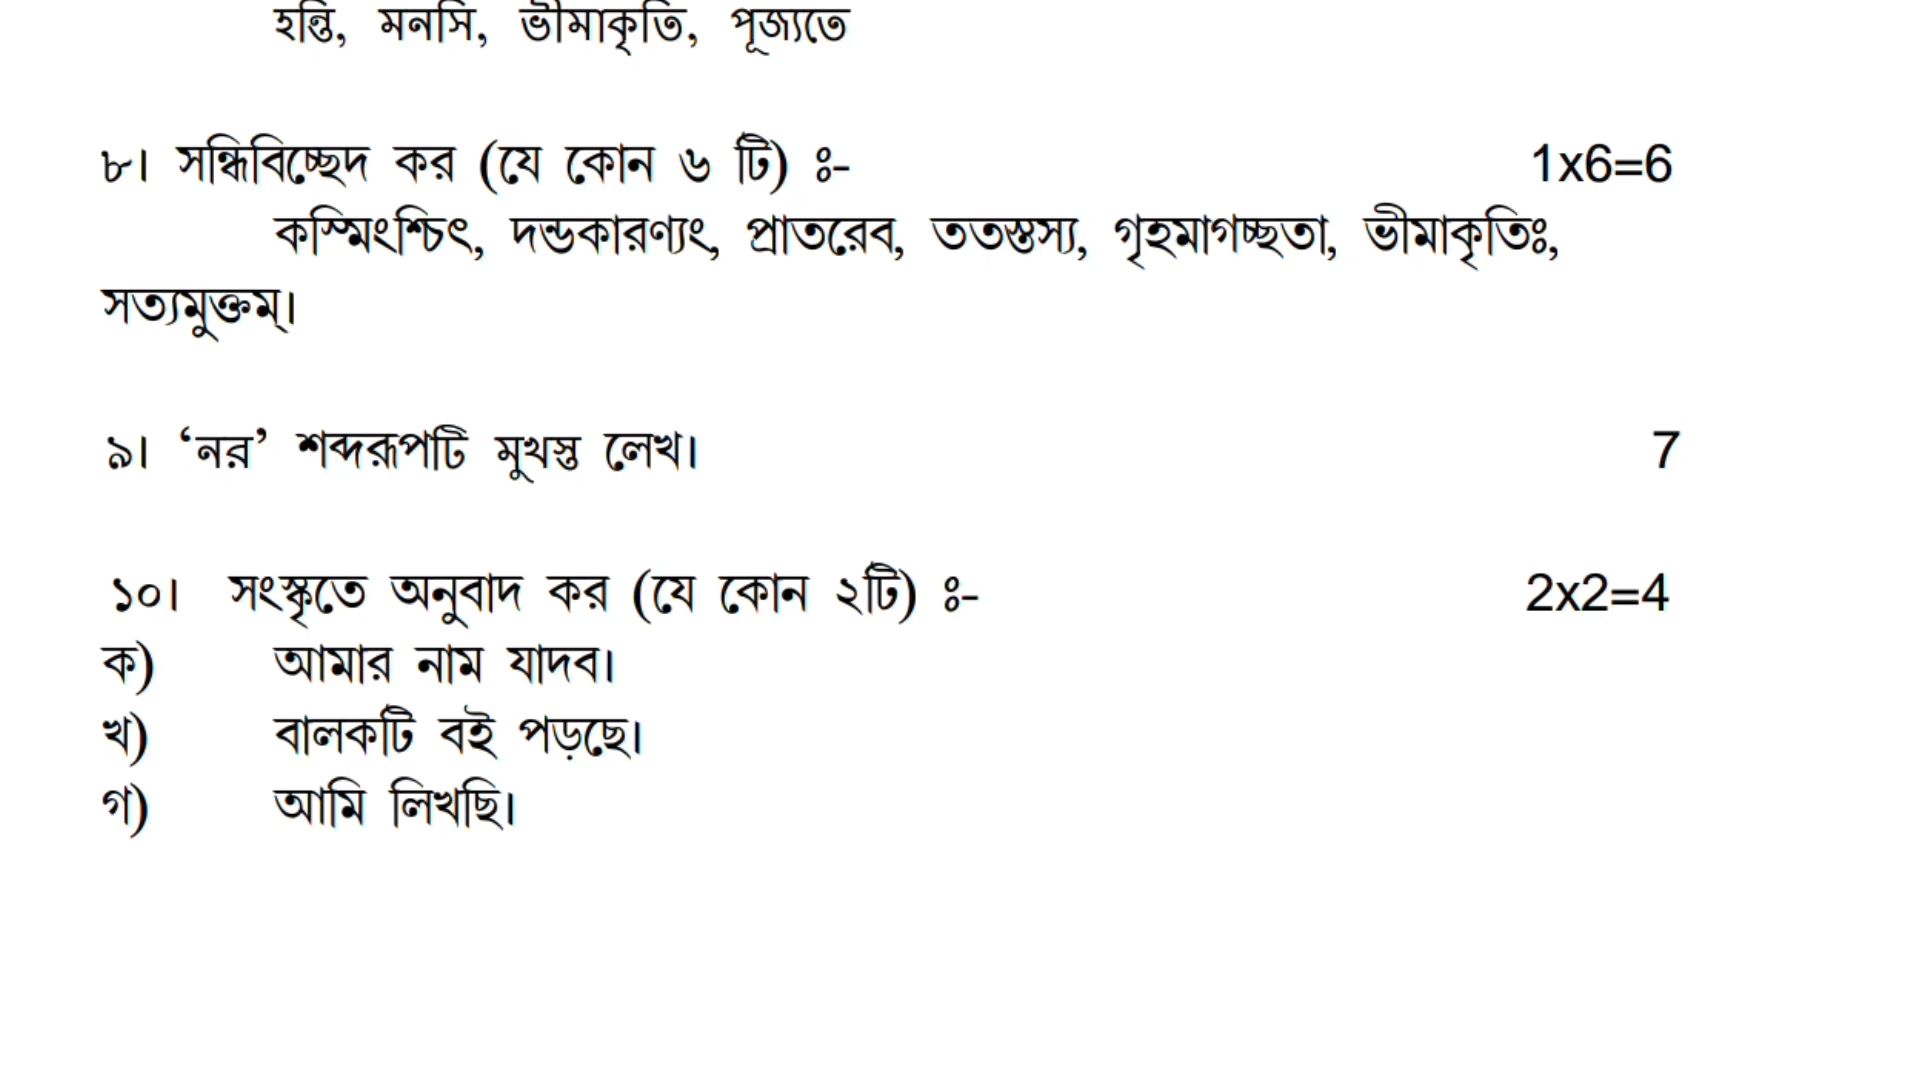 হন্তি, মনসি, ভীমাকৃতি, পূজ্যতে
৮। সন্ধিবিচ্ছেদ কর (যে কোন ৬ টি) ঃ- 1x6=6
কস্মিংশ্চিৎ, দন্ডকারণ্যং, প্রাতরেব, ততস্তস্য, গৃহমাগচ্ছতা, ভীমাকৃতিঃ,
সত্যমুক্তম্।
৯। ‘নর’ শব্দরূপটি মুখস্ত লেখ। 7
১০। সংস্কৃতে অনুবাদ কর (যে কোন ২টি) ঃ- 2x2=4
ক) আমার নাম যাদব।
খ) বালকটি বই পড়ছে।
গ) আমি লিখছি।